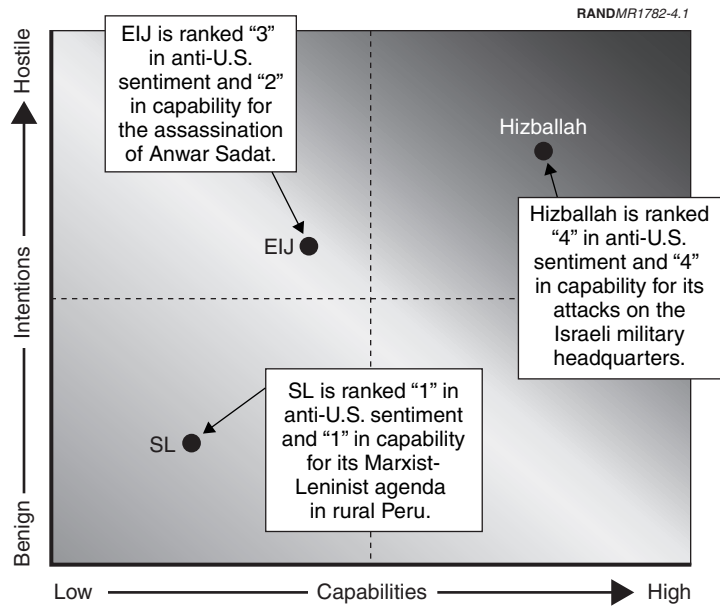 RANDMR1782-4.1
Hostile
Intentions
Benign
EIJ is ranked “3”
in anti-U.S.
sentiment and “2”
in capability for
the assassination
of Anwar Sadat.
Hizballah
EIJ
Hizballah is ranked
“4” in anti-U.S.
sentiment and “4”
in capability for its
attacks on the
Israeli military
headquarters.
SL
SL is ranked “1” in
anti-U.S. sentiment
and “1” in capability
for its Marxist-
Leninist agenda
in rural Peru.
Low
Capabilities
High